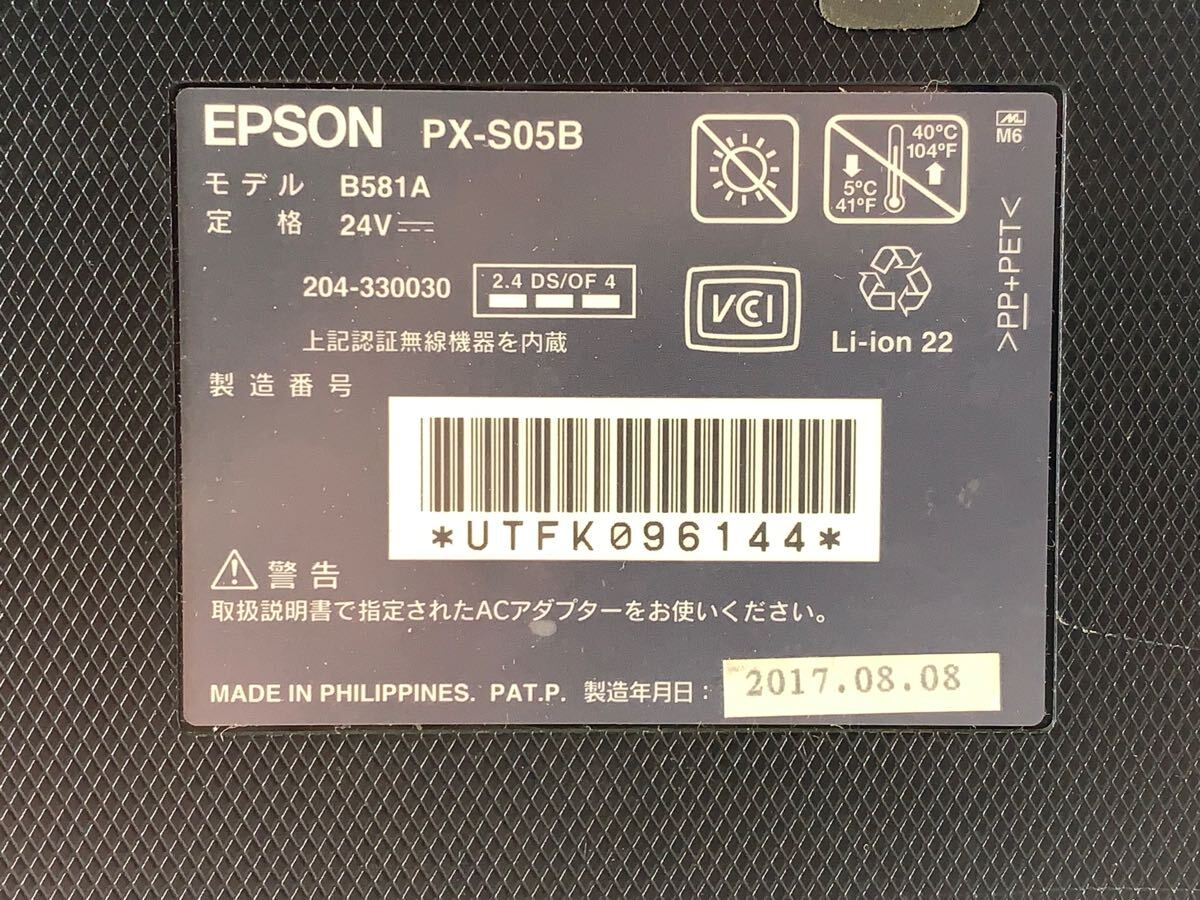 EPSON PX-S05B
モデル B581A
定格 24V
40°C
104°F
5°C
41°F
M6
204-330030
2.4 DS/OF 4
上記認証無線機器を内蔵
VCI
Li-ion 22
>PP+PET<
製造番号
*UTFK096144*
警告
取扱説明書で指定されたACアダプターをお使いください。
MADE IN PHILIPPINES. PAT.P. 製造年月日: 2017.08.08